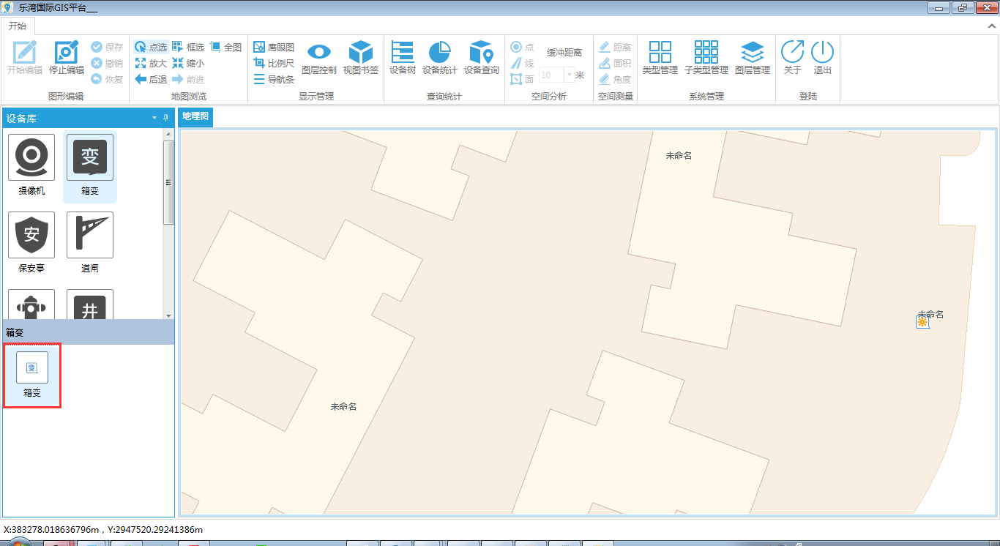 乐湾国际GIS平台___
开始
开始编辑 停止编辑 保存 撤销 恢复
图形编辑
点选 框选 全图
放大 缩小
后退 前进
地图浏览
鹰眼图
比例尺
导航条
图层控制 视图书签
显示管理
设备树 设备统计 设备查询
查询统计
点 缓冲距离
线
面 10 米
空间分析
距离
面积
角度
空间测量
类型管理 子类型管理 图层管理
系统管理
关于 退出
登陆
设备库
地理图
变
摄像机 箱变
安
保安亭 道闸
井
箱变
变
箱变
未命名
未命名
未命名
X:383278.018636796m，Y:2947520.29241386m